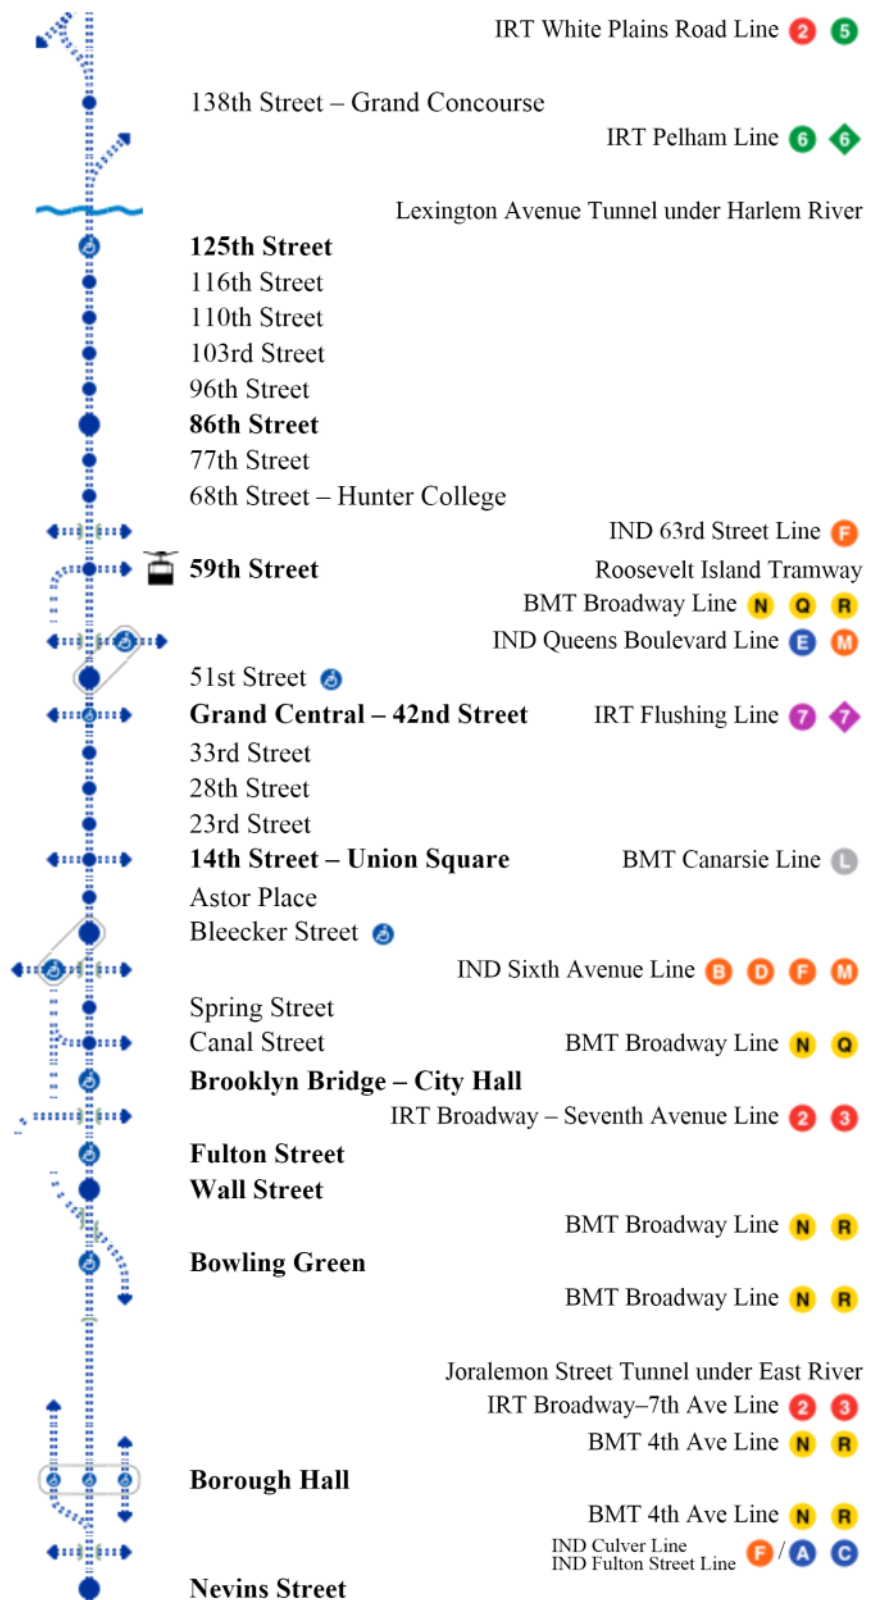 IRT White Plains Road Line 2 5
138th Street – Grand Concourse
IRT Pelham Line 6 6
Lexington Avenue Tunnel under Harlem River
125th Street
116th Street
110th Street
103rd Street
96th Street
86th Street
77th Street
68th Street – Hunter College
IND 63rd Street Line F
59th Street Roosevelt Island Tramway
BMT Broadway Line N Q R
IND Queens Boulevard Line E M
51st Street
Grand Central – 42nd Street IRT Flushing Line 7 7
33rd Street
28th Street
23rd Street
14th Street – Union Square BMT Canarsie Line L
Astor Place
Bleecker Street
IND Sixth Avenue Line B D F M
Spring Street
Canal Street BMT Broadway Line N Q
Brooklyn Bridge – City Hall
IRT Broadway – Seventh Avenue Line 2 3
Fulton Street
Wall Street
BMT Broadway Line N R
Bowling Green
BMT Broadway Line N R
Joralemon Street Tunnel under East River
IRT Broadway–7th Ave Line 2 3
BMT 4th Ave Line N R
Borough Hall
BMT 4th Ave Line N R
IND Culver Line
IND Fulton Street Line F / A C
Nevins Street